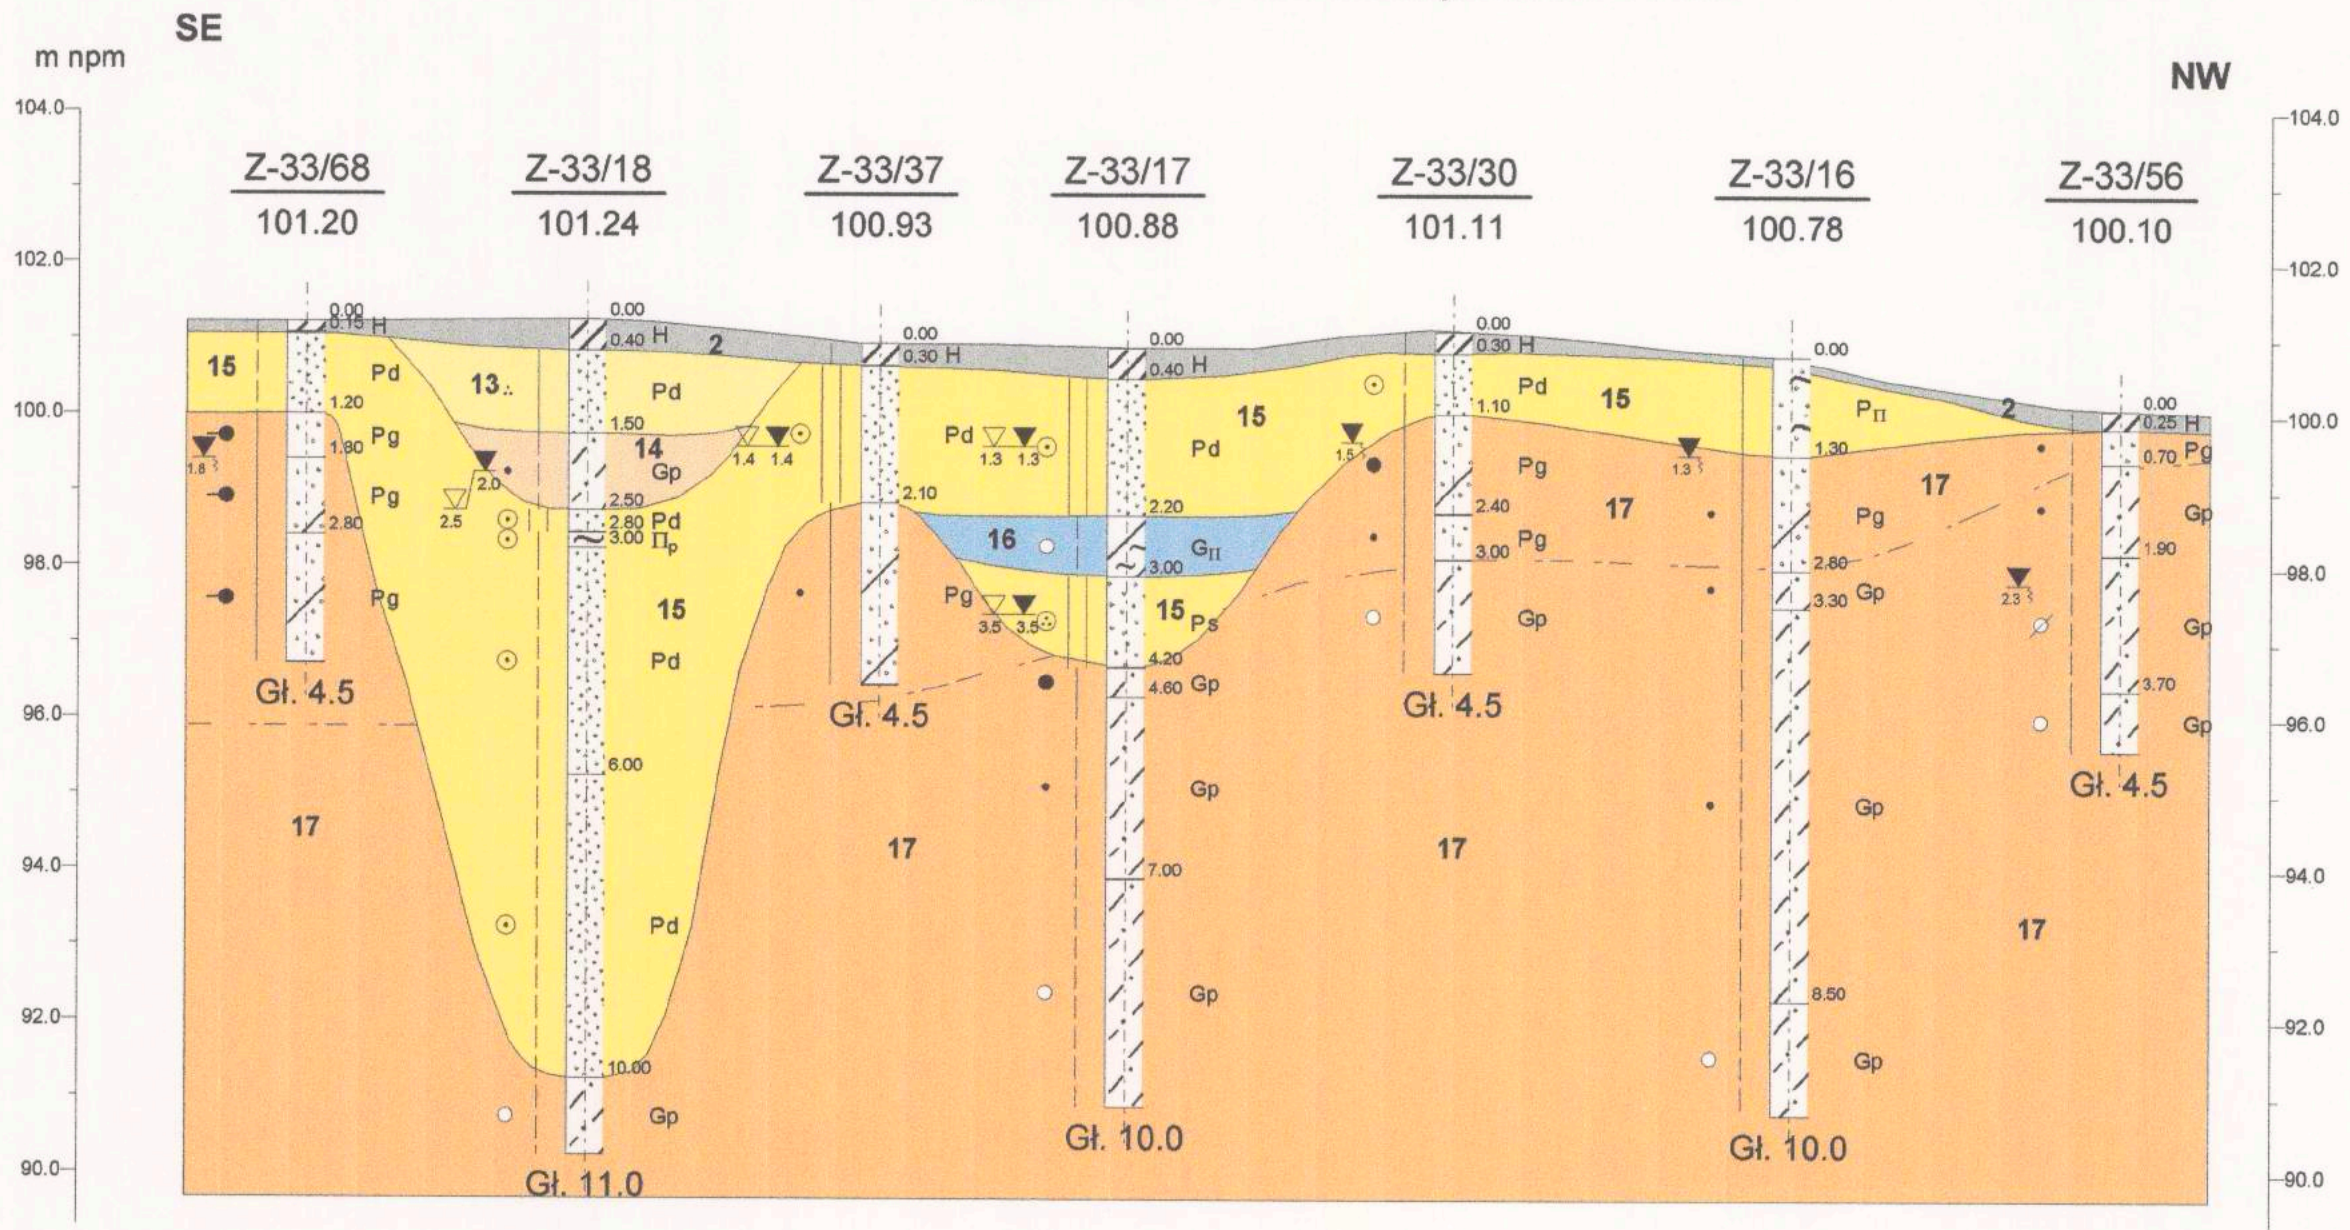 SE
m npm
NW
104.0
104.0
Z-33/68
Z-33/18
Z-33/37
Z-33/17
Z-33/30
Z-33/16
Z-33/56
101.20
101.24
100.93
100.88
101.11
100.78
100.10
102.0
102.0
0.00
0.15 H
0.00
0.40 H
2
0.00
0.30 H
0.00
0.40 H
0.00
0.30 H
0.00
0.00
0.25 H
15
Pd
13
Pd
15
Pd
15
Pп
2
100.0
100.0
1.20
1.50
1.10
1.30
0.70 Pg
Pg
1.80
14
Gp
1.4 1.4
Pd
1.3 1.3
Pd
1.5
Pg
1.3
17
1.8
2.0
2.5
Pg
2.50
2.80 Pd
3.00 Пp
2.10
2.20
2.40
17
Pg
Gp
2.80
16
Gп
3.00
Pg
3.00
2.80
1.90
98.0
98.0
Pg
15
Pg
3.5 3.5
15 Ps
Gp
3.30 Gp
2.3
Gp
Pd
4.20
4.60 Gp
3.70
Gł. 4.5
Gł. 4.5
Gł. 4.5
Gp
96.0
96.0
6.00
Gp
Gp
Gł. 4.5
17
17
17
94.0
94.0
7.00
Pd
17
Gp
8.50
92.0
92.0
10.00
Gp
Gp
Gł. 10.0
Gł. 10.0
90.0
90.0
Gł. 11.0